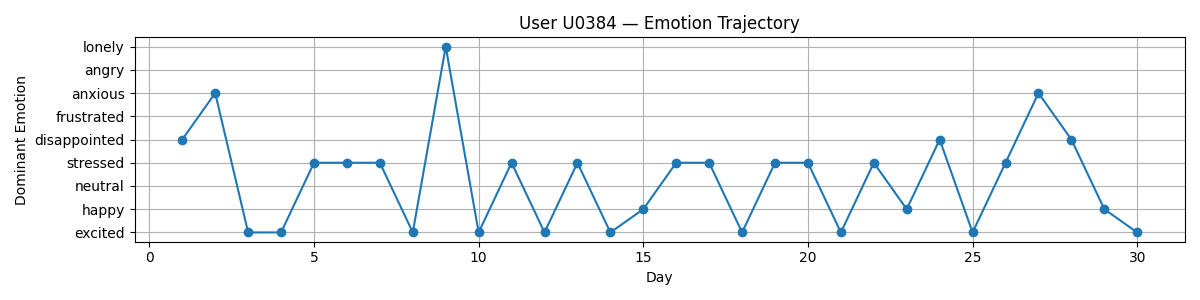 User U0384 — Emotion Trajectory
Dominant Emotion
lonely
angry
anxious
frustrated
disappointed
stressed
neutral
happy
excited
0 5 10 15 20 25 30
Day